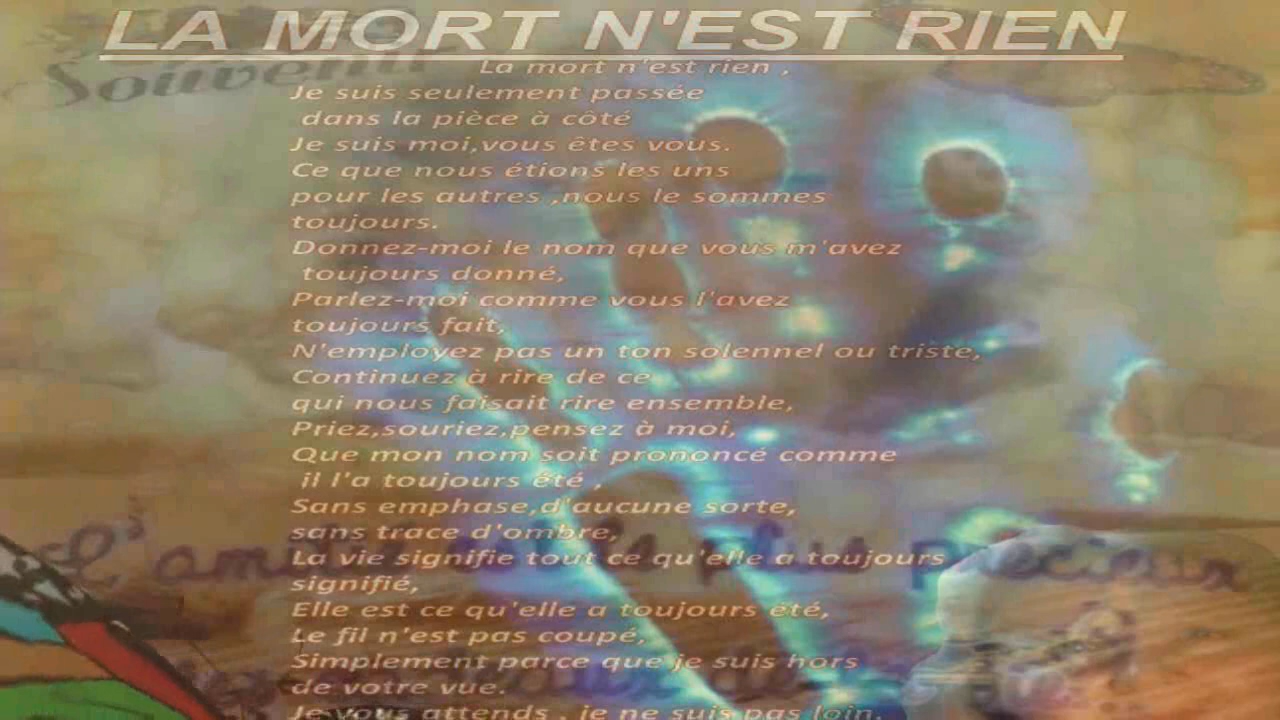 LA MORT N'EST RIEN
Souvenir
La mort n'est rien ,
Je suis seulement passée
dans la pièce à côté
Je suis moi,vous êtes vous.
Ce que nous étions les uns
pour les autres ,nous le sommes
toujours.
Donnez-moi le nom que vous m'avez
toujours donné,
Parlez-moi comme vous l'avez
toujours fait,
N'employez pas un ton solennel ou triste,
Continuez à rire de ce
qui nous faisait rire ensemble,
Priez,souriez,pensez à moi,
Que mon nom soit prononcé comme
il l'a toujours été ,
Sans emphase,d'aucune sorte,
sans trace d'ombre,
La vie signifie tout ce qu'elle a toujours
L'amitié plus précieux
signifié,
Elle est ce qu'elle a toujours été,
Le fil n'est pas coupé,
Simplement parce que je suis hors
de votre vue.
Je vous attends , je ne suis pas loin,